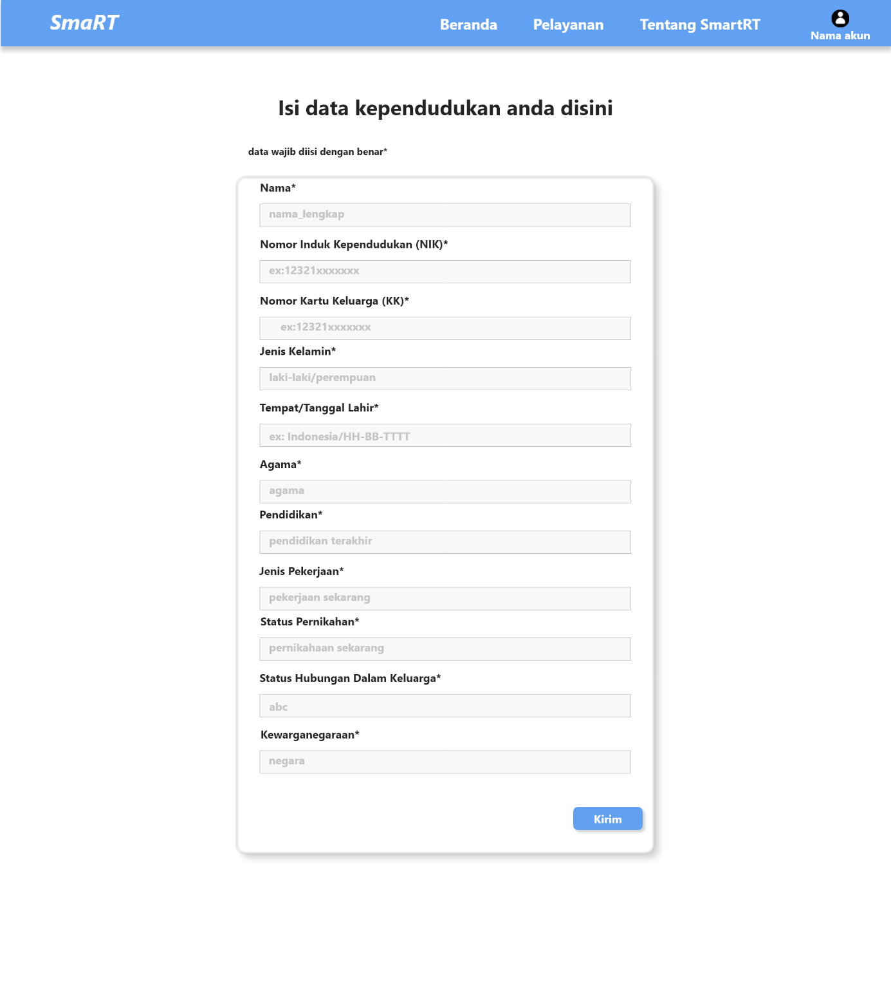 SmaRT
Beranda
Pelayanan
Tentang SmartRT
Nama akun
Isi data kependudukan anda disini
data wajib diisi dengan benar*
Nama*
nama_lengkap
Nomor Induk Kependudukan (NIK)*
ex:12321xxxxxxx
Nomor Kartu Keluarga (KK)*
ex:12321xxxxxxx
Jenis Kelamin*
laki-laki/perempuan
Tempat/Tanggal Lahir*
ex: Indonesia/HH-BB-TTTT
Agama*
agama
Pendidikan*
pendidikan terakhir
Jenis Pekerjaan*
pekerjaan sekarang
Status Pernikahan*
pernikahaan sekarang
Status Hubungan Dalam Keluarga*
abc
Kewarganegaraan*
negara
Kirim